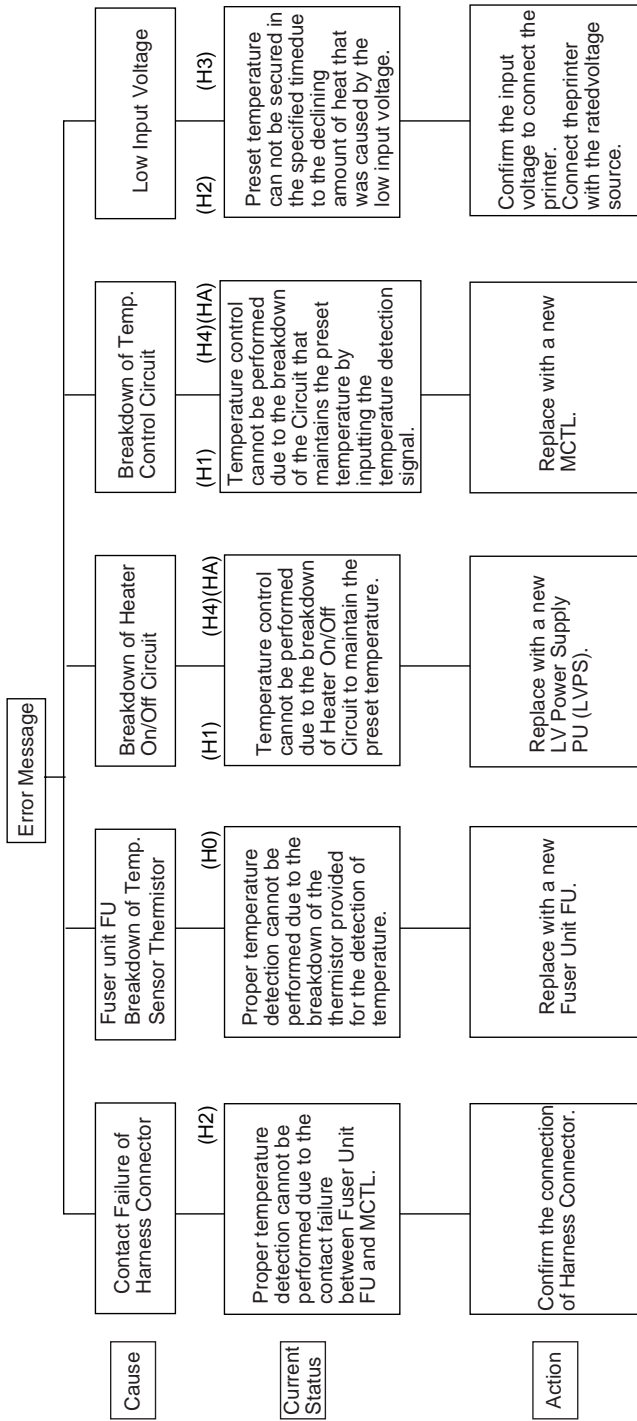 Error Message
Cause
Contact Failure of
Harness Connector
Fuser unit FU
Breakdown of Temp.
Sensor Thermistor
Breakdown of Heater
On/Off Circuit
Breakdown of Temp.
Control Circuit
Low Input Voltage
(H2)
(H0)
(H1)
(H4)(HA)
(H1)
(H4)(HA)
(H2)
(H3)
Current
Status
Proper temperature
detection cannot be
performed due to the
contact failure
between Fuser Unit
FU and MCTL.
Proper temperature
detection cannot be
performed due to the
breakdown of the
thermistor provided
for the detection of
temperature.
Temperature control
cannot be performed
due to the breakdown
of Heater On/Off
Circuit to maintain the
preset temperature.
Temperature control
cannot be performed
due to the breakdown
of the Circuit that
maintains the preset
temperature by
inputting the
temperature detection
signal.
Preset temperature
can not be secured in
the specified timedue
to the declining
amount of heat that
was caused by the
low input voltage.
Action
Confirm the connection
of Harness Connector.
Replace with a new
Fuser Unit FU.
Replace with a new
LV Power Supply
PU (LVPS).
Replace with a new
MCTL.
Confirm the input
voltage to connect the
printer.
Connect theprinter
with the ratedvoltage
source.